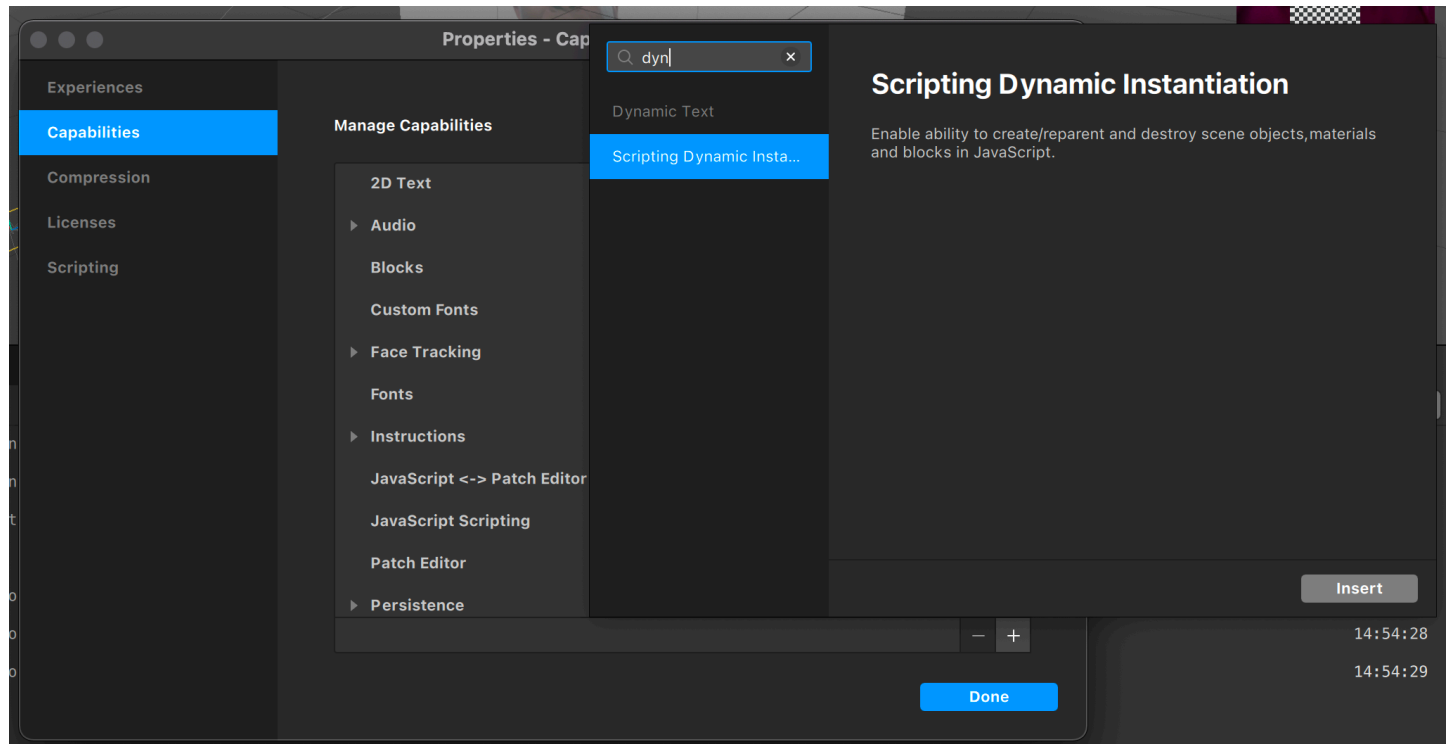 Properties - Cap
Experiences
Capabilities
Compression
Licenses
Scripting
Manage Capabilities
2D Text
Audio
Blocks
Custom Fonts
Face Tracking
Fonts
Instructions
JavaScript <-> Patch Editor
JavaScript Scripting
Patch Editor
Persistence
Done
dyn
Dynamic Text
Scripting Dynamic Insta...
Scripting Dynamic Instantiation
Enable ability to create/reparent and destroy scene objects,materials
and blocks in JavaScript.
Insert
14:54:28
14:54:29